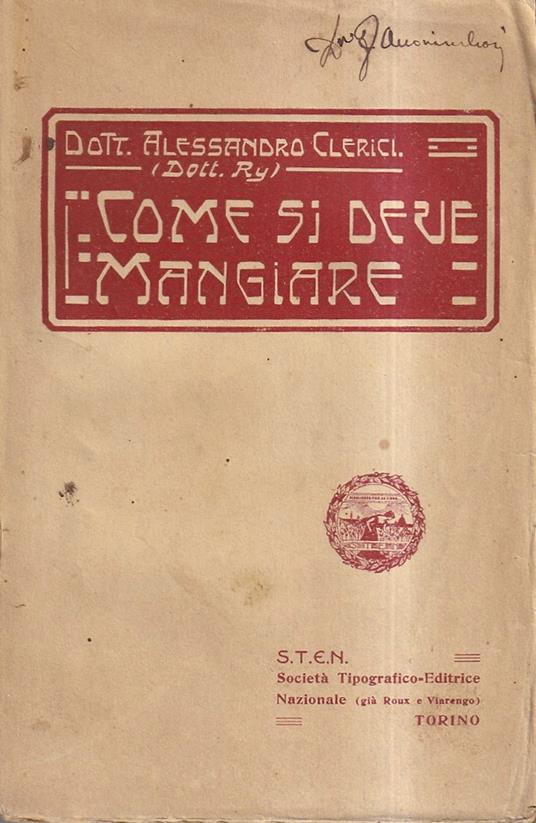 DOTT. ALESSANDRO CLERICI.
(DOTT. RY)
COME Si DEVE
MANGiARE
S.T.E.N.
Società Tipografico-Editrice
Nazionale (già Roux e Viarengo)
TORINO